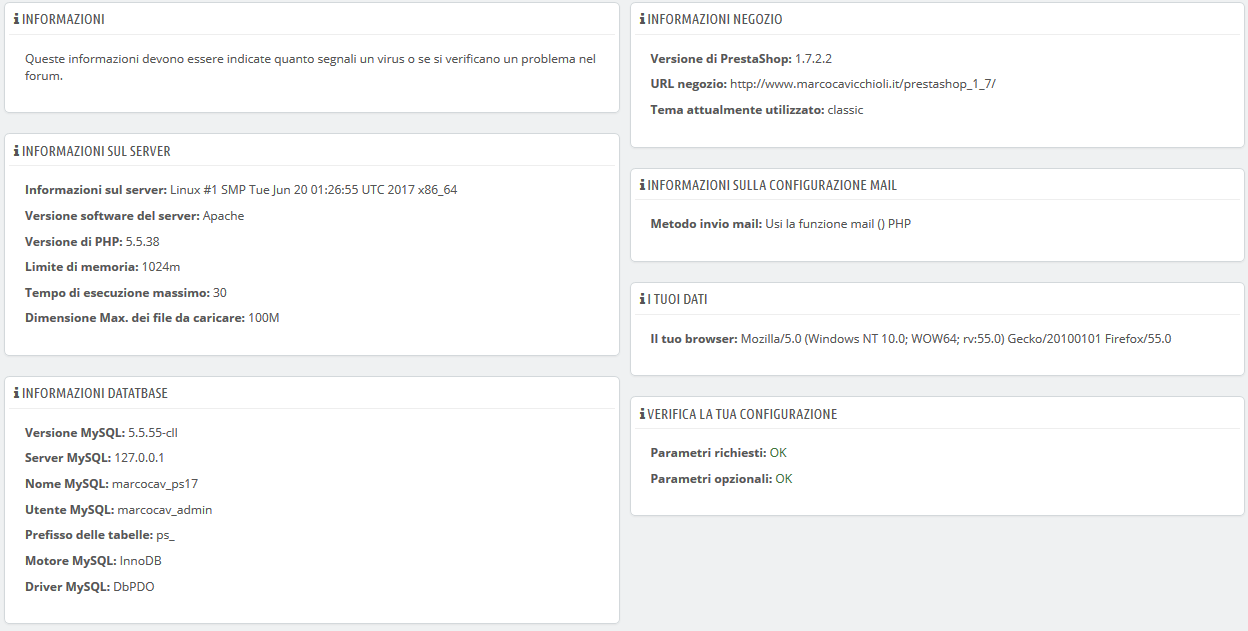 INFORMAZIONI
Queste informazioni devono essere indicate quanto segnali un virus o se si verificano un problema nel
forum.
INFORMAZIONI SUL SERVER
Informazioni sul server: Linux #1 SMP Tue Jun 20 01:26:55 UTC 2017 x86_64
Versione software del server: Apache
Versione di PHP: 5.5.38
Limite di memoria: 1024m
Tempo di esecuzione massimo: 30
Dimensione Max. dei file da caricare: 100M
INFORMAZIONI DATATBASE
Versione MySQL: 5.5.55-cll
Server MySQL: 127.0.0.1
Nome MySQL: marcocav_ps17
Utente MySQL: marcocav_admin
Prefisso delle tabelle: ps_
Motore MySQL: InnoDB
Driver MySQL: DbPDO
INFORMAZIONI NEGOZIO
Versione di PrestaShop: 1.7.2.2
URL negozio: http://www.marcocavicchioli.it/prestashop_1_7/
Tema attualmente utilizzato: classic
INFORMAZIONI SULLA CONFIGURAZIONE MAIL
Metodo invio mail: Usi la funzione mail () PHP
I TUOI DATI
Il tuo browser: Mozilla/5.0 (Windows NT 10.0; WOW64; rv:55.0) Gecko/20100101 Firefox/55.0
VERIFICA LA TUA CONFIGURAZIONE
Parametri richiesti: OK
Parametri opzionali: OK